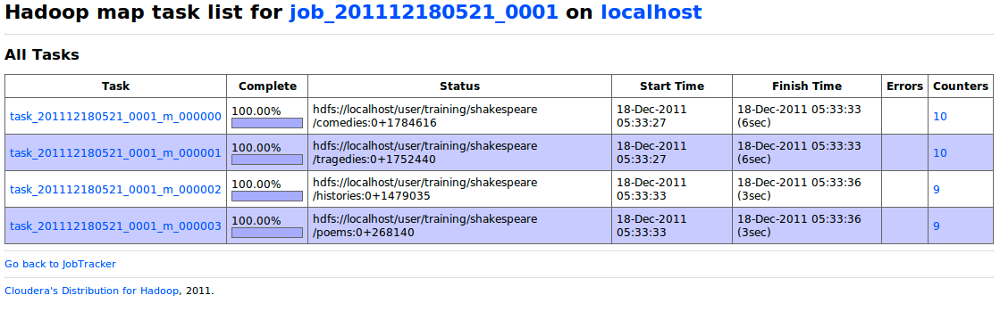 Hadoop map task list for job_201112180521_0001 on localhost
All Tasks
Task Complete Status Start Time Finish Time Errors Counters
task_201112180521_0001_m_000000 100.00% hdfs://localhost/user/training/shakespeare 18-Dec-2011 18-Dec-2011 05:33:33 10
/comedies:0+1784616 05:33:27 (6sec)
task_201112180521_0001_m_000001 100.00% hdfs://localhost/user/training/shakespeare 18-Dec-2011 18-Dec-2011 05:33:33 10
/tragedies:0+1752440 05:33:27 (6sec)
task_201112180521_0001_m_000002 100.00% hdfs://localhost/user/training/shakespeare 18-Dec-2011 18-Dec-2011 05:33:36 9
/histories:0+1479035 05:33:33 (3sec)
task_201112180521_0001_m_000003 100.00% hdfs://localhost/user/training/shakespeare 18-Dec-2011 18-Dec-2011 05:33:36 9
/poems:0+268140 05:33:33 (3sec)
Go back to JobTracker
Cloudera's Distribution for Hadoop, 2011.